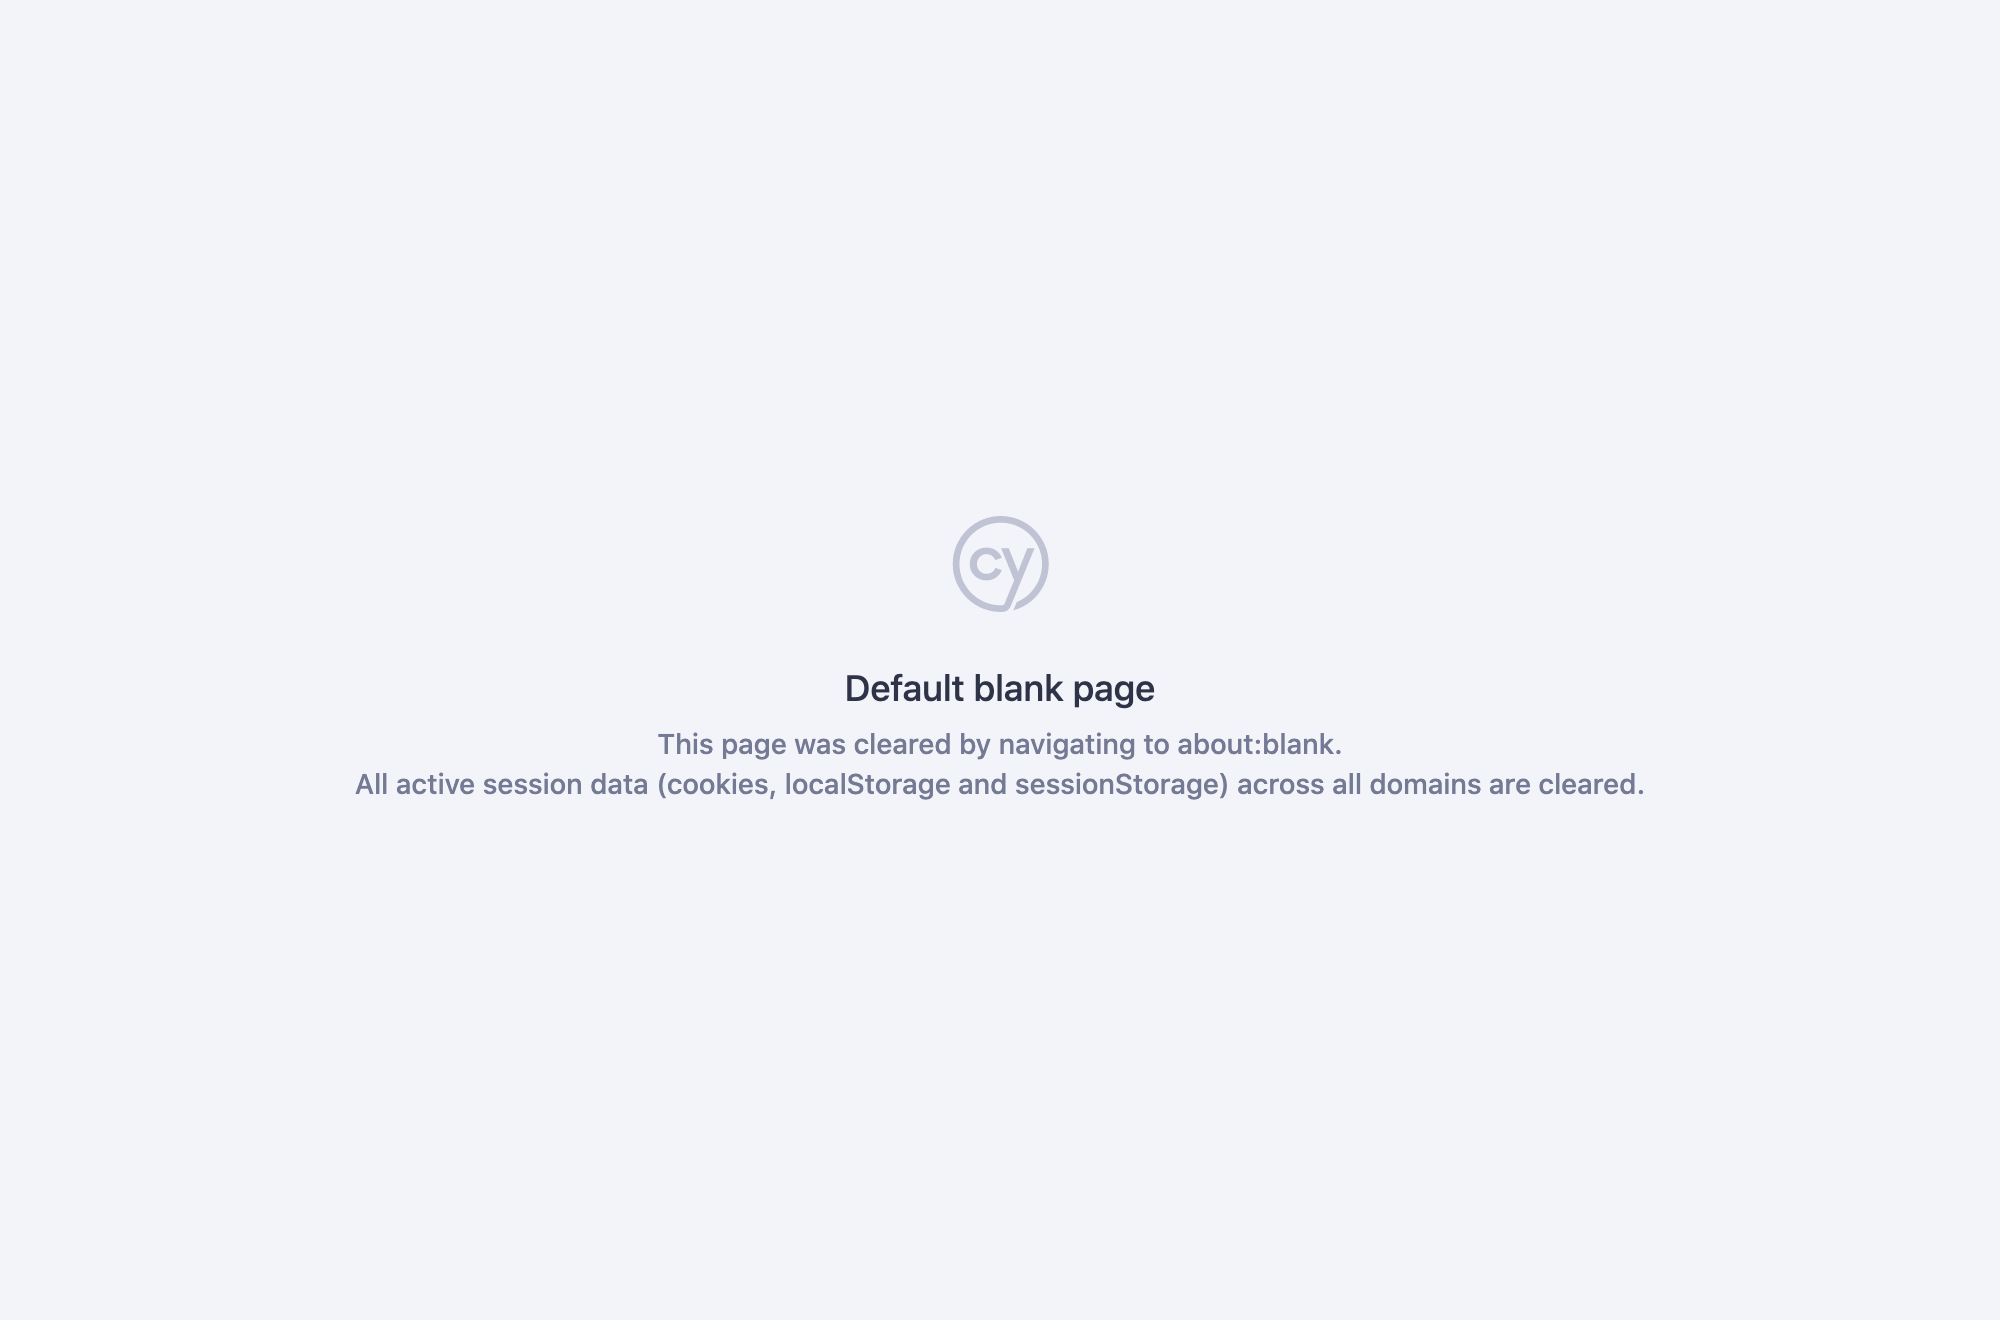 cy
Default blank page
This page was cleared by navigating to about:blank.
All active session data (cookies, localStorage and sessionStorage) across all domains are cleared.